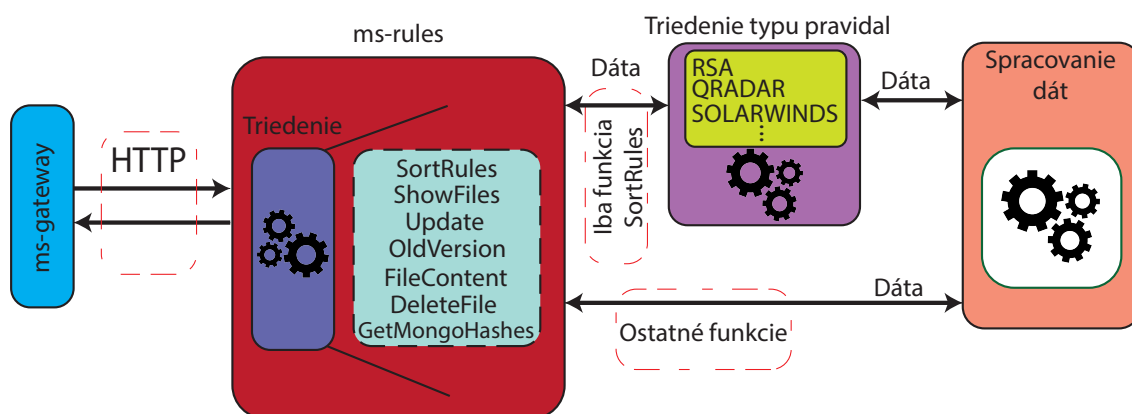 ms-gateway
HTTP
ms-rules
Triedenie
SortRules
ShowFiles
Update
OldVersion
FileContent
DeleteFile
GetMongoHashes
Dáta
Iba funkcia
SortRules
Triedenie typu pravidal
RSA
QRADAR
SOLARWINDS
⋮
Dáta
Ostatné funkcie
Dáta
Spracovanie
dát